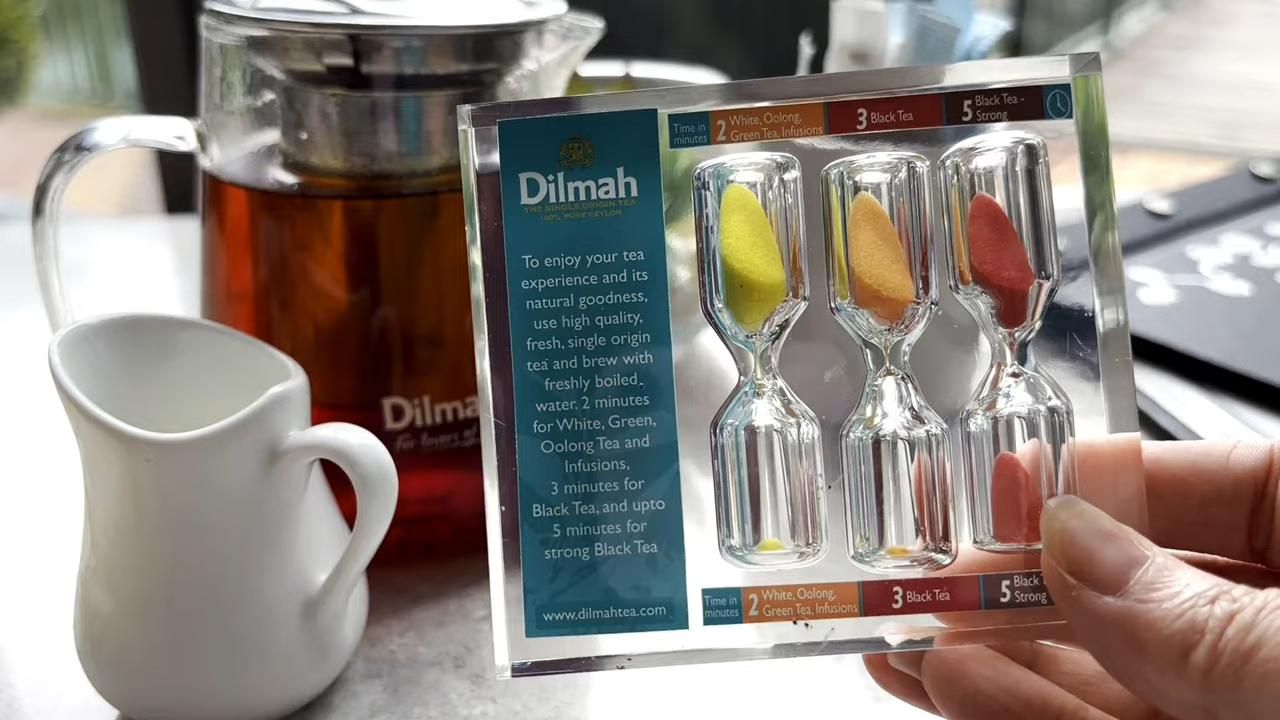 Dilmah
THE SINGLE ORIGIN TEA
100% PURE CEYLON
To enjoy your tea
experience and its
natural goodness,
use high quality,
fresh, single origin
tea and brew with
freshly boiled
water. 2 minutes
for White, Green,
Oolong Tea and
Infusions,
3 minutes for
Black Tea, and upto
5 minutes for
strong Black Tea
www.dilmahtea.com
Time in
minutes
2 White, Oolong,
Green Tea, Infusions
3 Black Tea
5 Black Tea -
Strong
Time in
minutes
2 White, Oolong,
Green Tea, Infusions
3 Black Tea
5 Black
Strong
Dilma
For lovers of